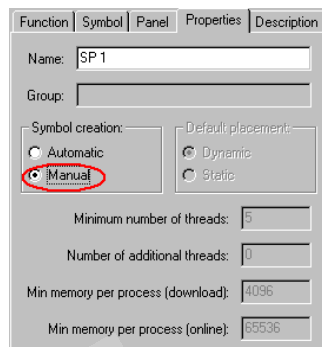 Function Symbol Panel Properties Description
Name: SP 1
Group:
Symbol creation: Default placement:
Automatic Dynamic
Manual Static
Minimum number of threads: 5
Number of additional threads: 0
Min memory per process (download): 4096
Min memory per process (online): 65536